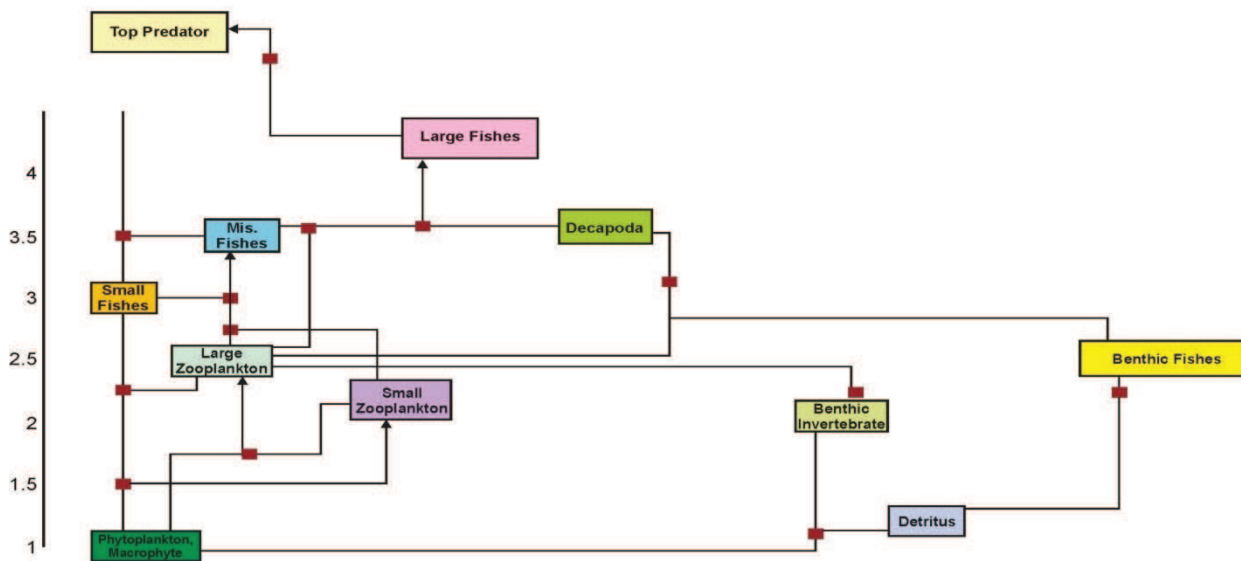 Top Predator
Large Fishes
4
3.5
Mis.
Fishes
Decapoda
3
Small
Fishes
2.5
Large
Zooplankton
Benthic Fishes
Small
Zooplankton
2
Benthic
Invertebrate
1.5
Detritus
1
Phytoplankton,
Macrophyte